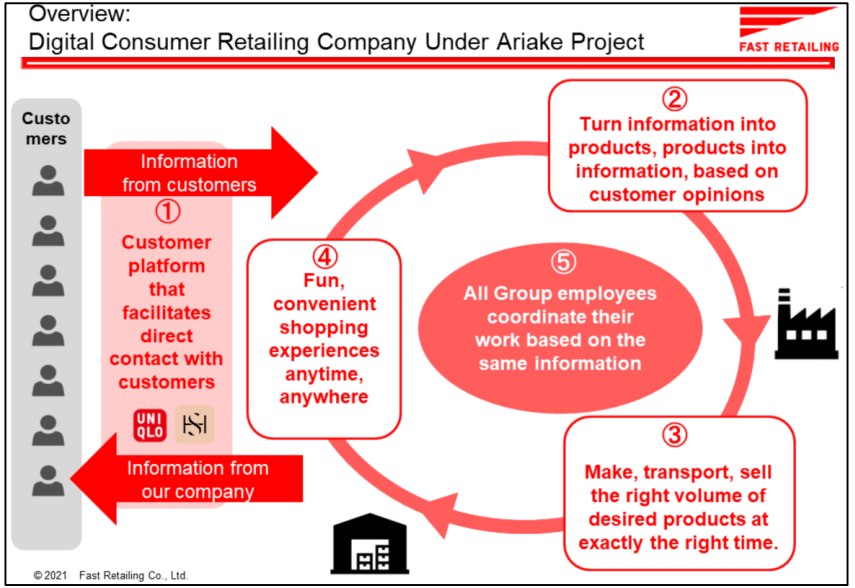 Overview:
Digital Consumer Retailing Company Under Ariake Project
FAST RETAILING
Custo
mers
Information
from customers
①
Customer
platform
that
facilitates
direct
contact with
customers
UNI
QLO
Information from
our company
②
Turn information into
products, products into
information, based on
customer opinions
③
Make, transport, sell
the right volume of
desired products at
exactly the right time.
④
Fun,
convenient
shopping
experiences
anytime,
anywhere
⑤
All Group employees
coordinate their
work based on the
same information
©2021 Fast Retailing Co., Ltd.